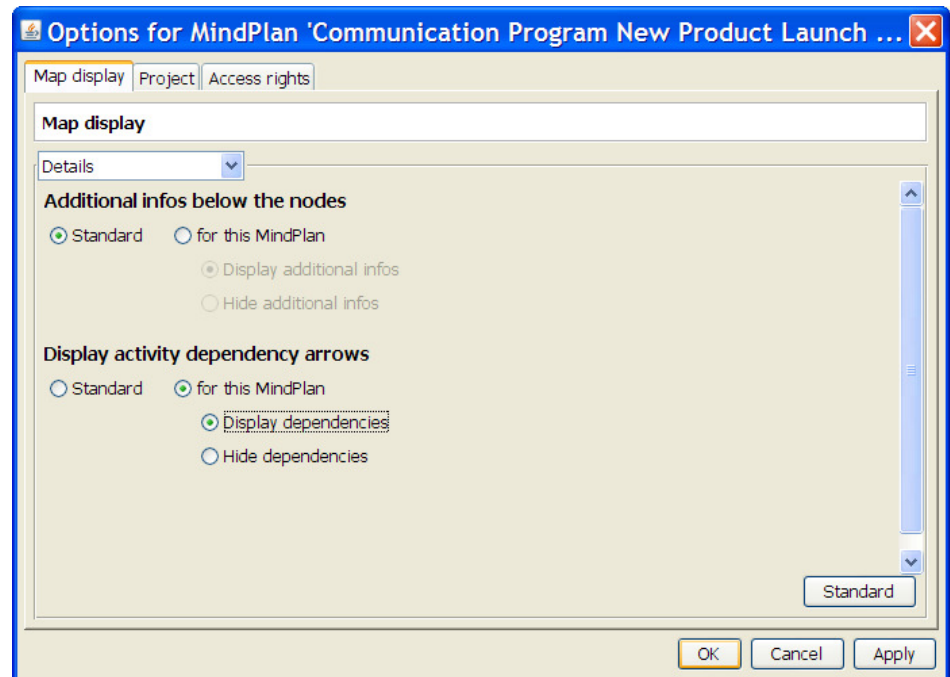 Options for MindPlan 'Communication Program New Product Launch ...
Map display Project Access rights
Map display
Details
Additional infos below the nodes
Standard for this MindPlan
Display additional infos
Hide additional infos
Display activity dependency arrows
Standard for this MindPlan
Display dependencies
Hide dependencies
Standard
OK Cancel Apply